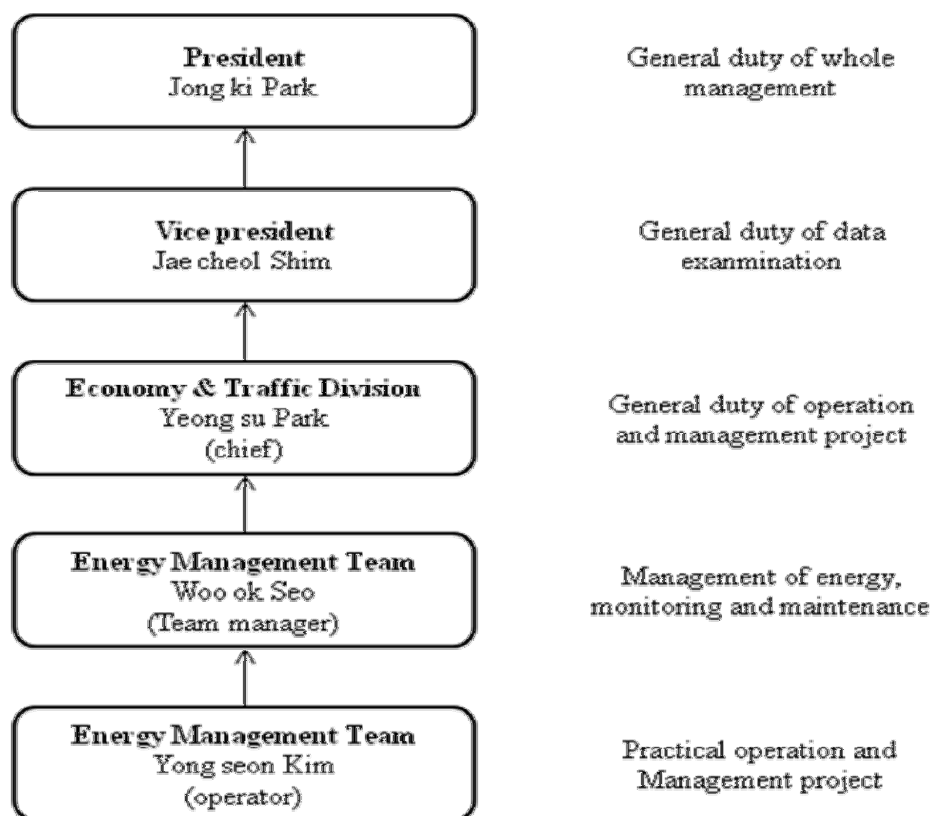 President
Jong ki Park
General duty of whole
management
Vice president
Jae cheol Shim
General duty of data
exanmination
Economy & Traffic Division
Yeong su Park
(chief)
General duty of operation
and management project
Energy Management Team
Woo ok Seo
(Team manager)
Management of energy,
monitoring and maintenance
Energy Management Team
Yong seon Kim
(operator)
Practical operation and
Management project